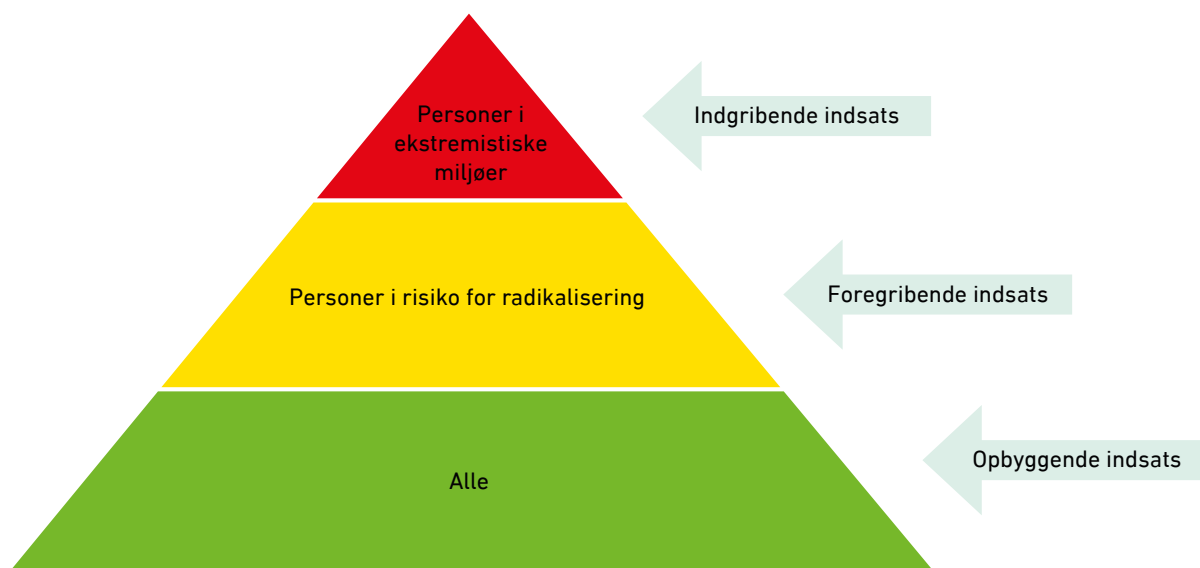 Personer i
ekstremistiske
miljøer
Indgribende indsats
Personer i risiko for radikalisering
Foregribende indsats
Alle
Opbyggende indsats